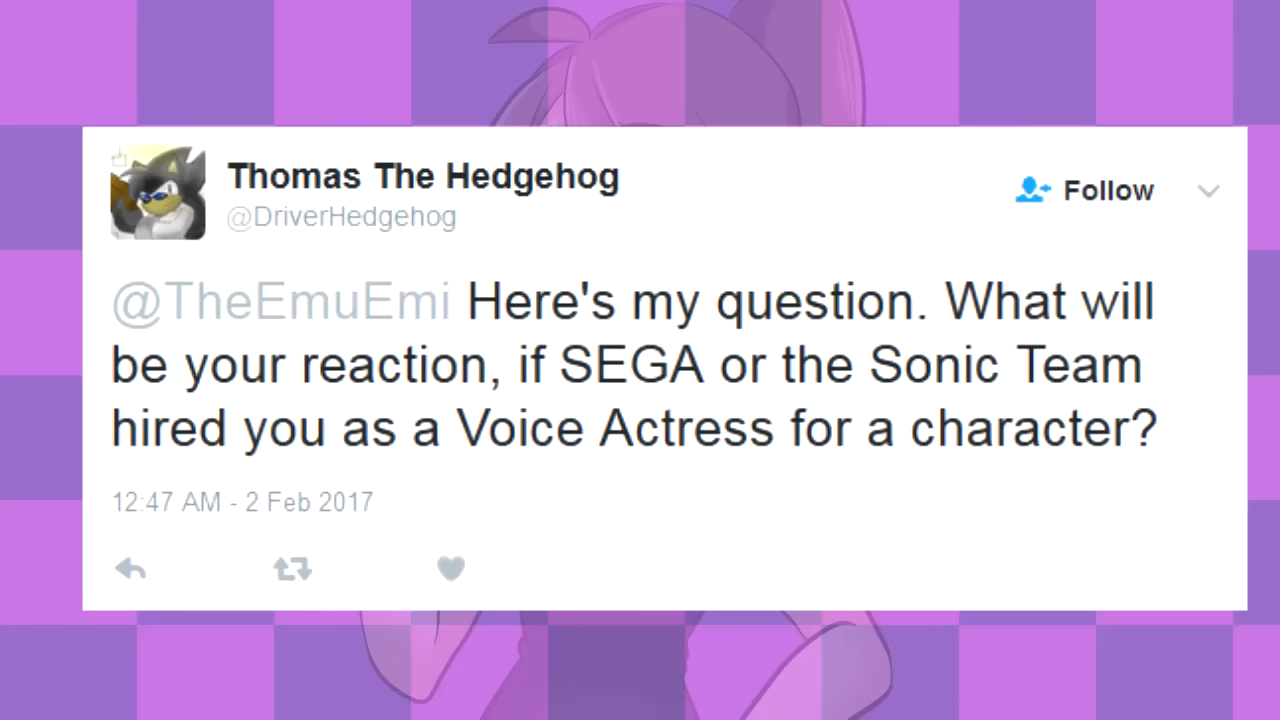 Thomas The Hedgehog
@DriverHedgehog
Follow
@TheEmuEmi Here's my question. What will
be your reaction, if SEGA or the Sonic Team
hired you as a Voice Actress for a character?
12:47 AM - 2 Feb 2017